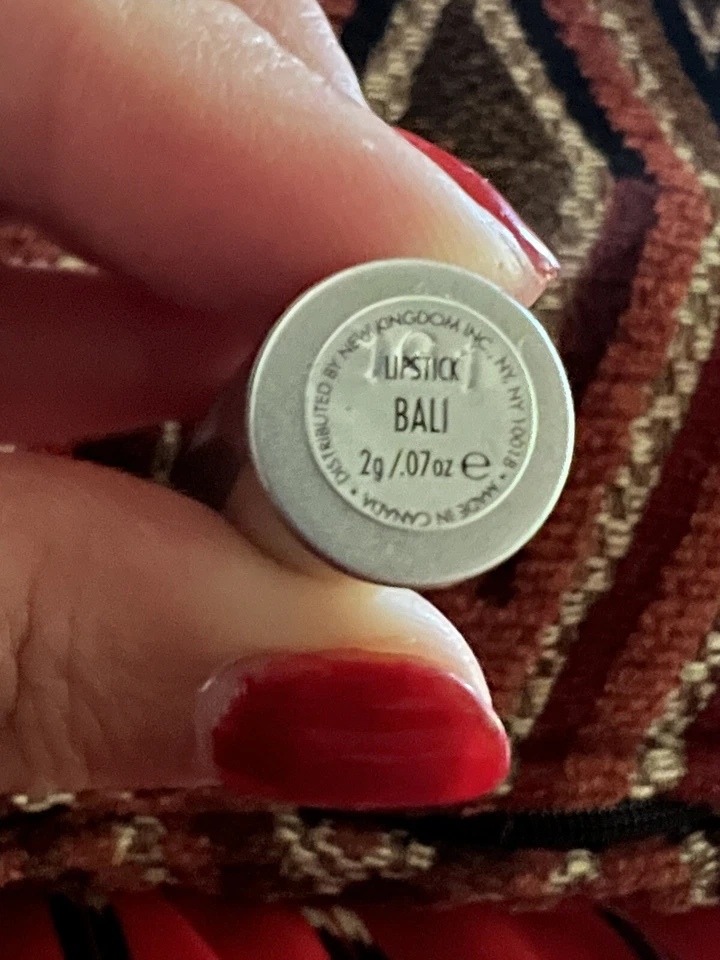 DISTRIBUTED BY NEW KINGDOM INC., NY, NY 10018 • MADE IN CANADA •
LIPSTICK
BALI
2g/.07oz e